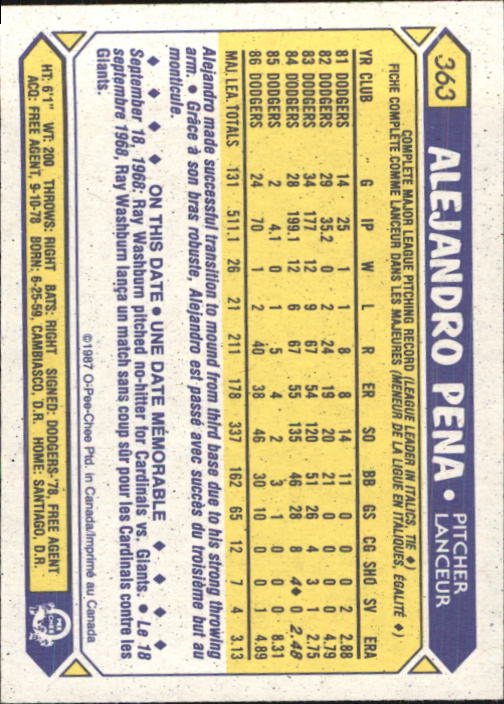 363
ALEJANDRO PENA • PITCHER
LANCEUR
COMPLETE MAJOR LEAGUE PITCHING RECORD (LEAGUE LEADER IN ITALICS, TIE ♦)
FICHE COMPLÈTE COMME LANCEUR DANS LES MAJEURES (MENEUR DE LA LIGUE EN ITALIQUES, ÉGALITÉ ♦)
YR CLUB G IP W L R ER SO BB GS CG SHO SV ERA
81 DODGERS 14 25 1 1 8 8 14 11 0 0 0 2 2.88
82 DODGERS 29 35.2 0 2 24 19 20 21 0 0 0 0 4.79
83 DODGERS 34 177 12 9 67 54 120 51 26 4 3 1 2.75
84 DODGERS 28 199.1 12 6 67 55 135 46 28 8 4♦ 0 2.48
85 DODGERS 2 4.1 0 1 5 4 2 3 1 0 0 0 8.31
86 DODGERS 24 70 1 2 40 38 46 30 10 0 0 1 4.89
MAJ. LEA. TOTALS 131 511.1 26 21 211 178 337 162 65 12 7 4 3.13
Alejandro made successful transition to mound from third base due to his strong throwing
arm. • Grâce à son bras robuste, Alejandro est passé avec succès du troisième but au
monticule.
♦ ♦ ♦ ♦ ON THIS DATE • UNE DATE MÉMORABLE ♦ ♦ ♦ ♦
September 18, 1968: Ray Washburn pitched no-hitter for Cardinals vs. Giants. • Le 18
septembre 1968, Ray Washburn lança un match sans coup sûr pour les Cardinals contre les
Giants.
©1987 O-Pee-Chee Ptd. in Canada/Imprimé au Canada
HT: 6'1" WT: 200 THROWS: RIGHT BATS: RIGHT SIGNED: DODGERS-'78, FREE AGENT
ACQ: FREE AGENT, 9-10-78 BORN: 6-25-59, CAMBIASCO, D.R. HOME: SANTIAGO, D.R.
O
PEE
CHEE